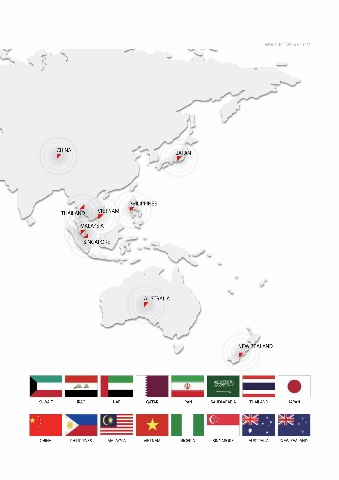 CHINA
JAPAN
THAILAND
VIETNAM
PHILIPPINES
MALAYSIA
SINGAPORE
AUSTRALIA
NEW ZEALAND
KUWAIT IRAQ UAE QATAR IRAN SAUDI ARABIA THAILAND JAPAN
CHINA PHILIPPINES MALAYSIA VIETNAM NIGERIA SINGAPORE AUSTRALIA NEW ZEALAND